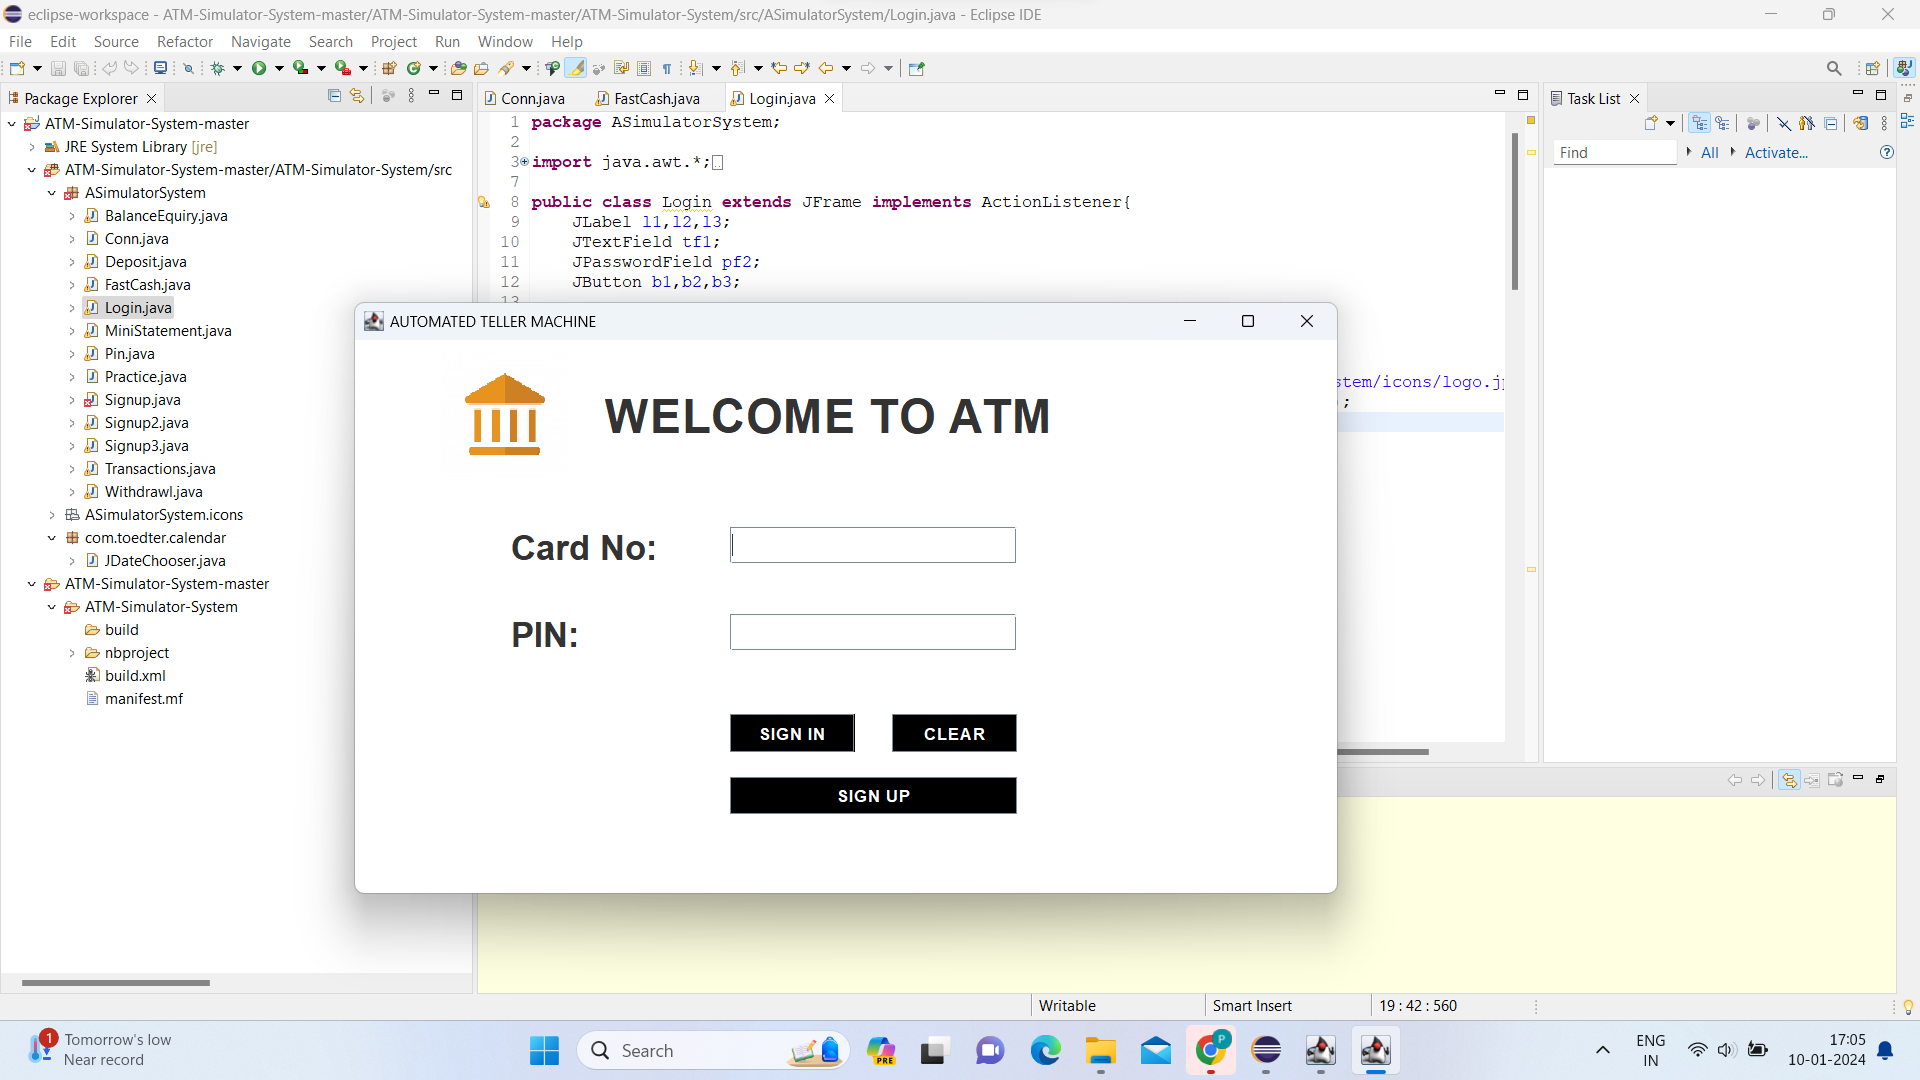 eclipse-workspace - ATM-Simulator-System-master/ATM-Simulator-System-master/ATM-Simulator-System/src/ASimulatorSystem/Login.java - Eclipse IDE
File Edit Source Refactor Navigate Search Project Run Window Help
Package Explorer
ATM-Simulator-System-master
JRE System Library [jre]
ATM-Simulator-System-master/ATM-Simulator-System/src
ASimulatorSystem
BalanceEquiry.java
Conn.java
Deposit.java
FastCash.java
Login.java
MiniStatement.java
Pin.java
Practice.java
Signup.java
Signup2.java
Signup3.java
Transactions.java
Withdrawl.java
ASimulatorSystem.icons
com.toedter.calendar
JDateChooser.java
ATM-Simulator-System-master
ATM-Simulator-System
build
nbproject
build.xml
manifest.mf
Conn.java FastCash.java Login.java
1 package ASimulatorSystem;
2
3 import java.awt.*;
7
8 public class Login extends JFrame implements ActionListener{
9 JLabel l1,l2,l3;
10 JTextField tf1;
11 JPasswordField pf2;
12 JButton b1,b2,b3;
13
stem/icons/logo.j
;
Task List
Find All Activate...
AUTOMATED TELLER MACHINE
WELCOME TO ATM
Card No:
PIN:
SIGN IN CLEAR
SIGN UP
Writable Smart Insert 19 : 42 : 560
1
Tomorrow's low
Near record
Search
PRE
P
ENG
IN
17:05
10-01-2024